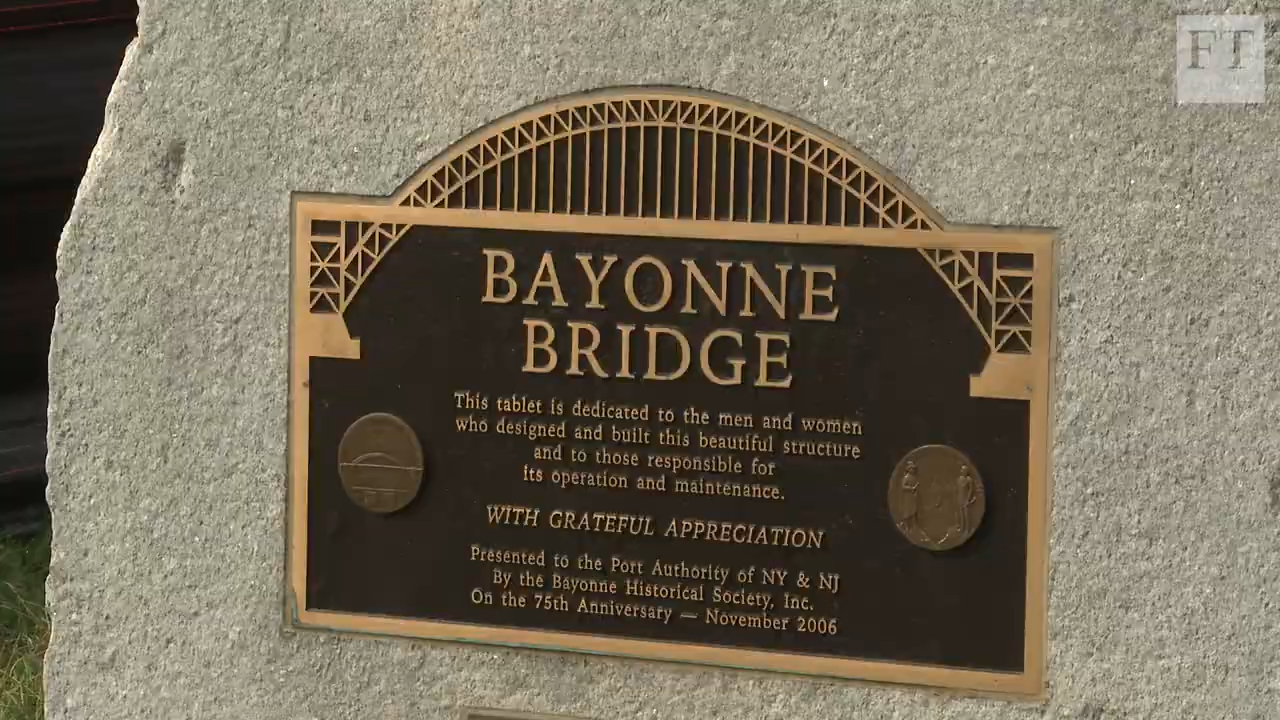 FT
BAYONNE
BRIDGE
This tablet is dedicated to the men and women
who designed and built this beautiful structure
and to those responsible for
its operation and maintenance.
WITH GRATEFUL APPRECIATION
Presented to the Port Authority of NY & NJ
By the Bayonne Historical Society, Inc.
On the 75th Anniversary — November 2006